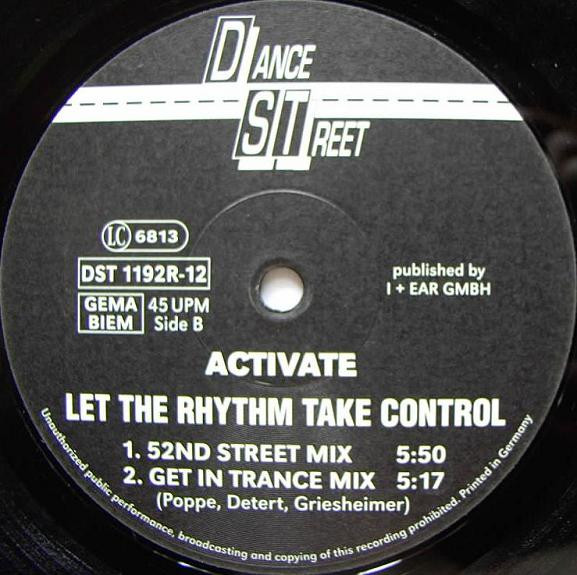 DANCE
STREET
LC 6813
DST 1192R-12
GEMA
BIEM
45 UPM
Side B
published by
I + EAR GMBH
ACTIVATE
LET THE RHYTHM TAKE CONTROL
1. 52ND STREET MIX 5:50
2. GET IN TRANCE MIX 5:17
(Poppe, Detert, Griesheimer)
Unauthorized public performance, broadcasting and copying of this recording prohibited. Printed in Germany